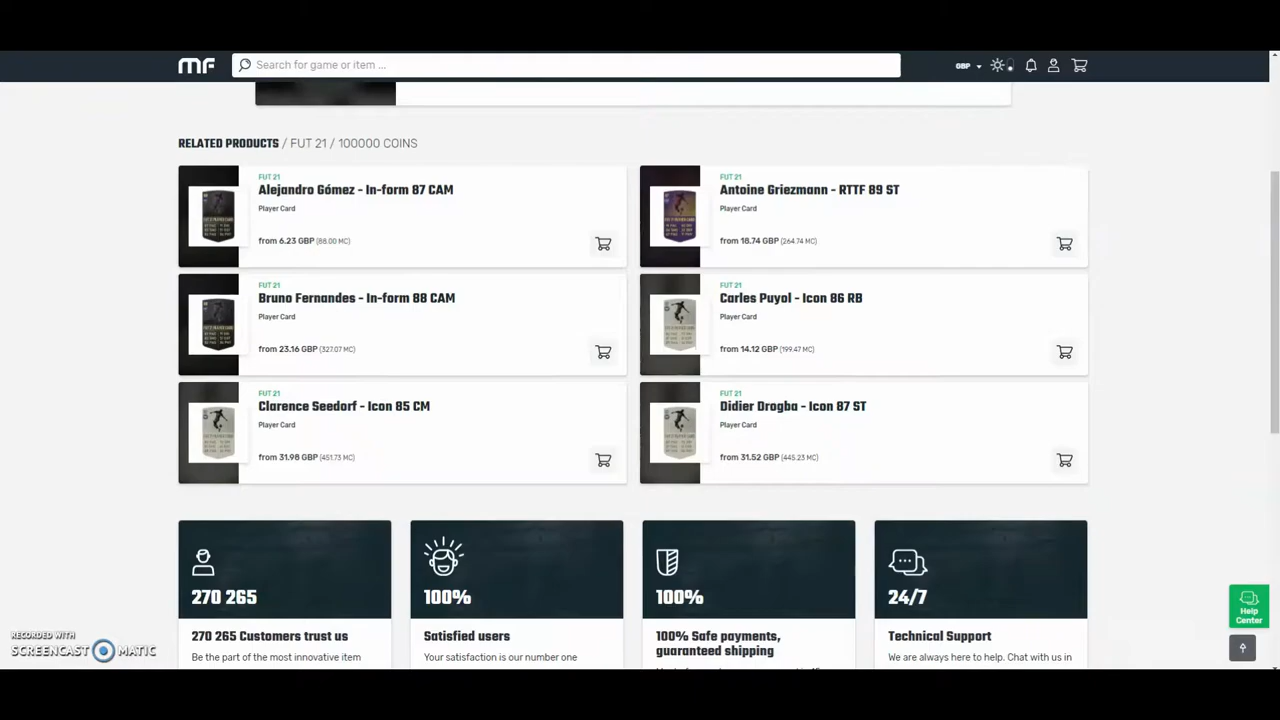 MF
Search for game or item ...
GBP
RELATED PRODUCTS / FUT 21 / 100000 COINS
FUT 21
Alejandro Gómez - In-form 87 CAM
Player Card
from 6.23 GBP (88.00 MC)
FUT 21
Antoine Griezmann - RTTF 89 ST
Player Card
from 18.74 GBP (264.74 MC)
FUT 21
Bruno Fernandes - In-form 88 CAM
Player Card
from 23.16 GBP (327.07 MC)
FUT 21
Carles Puyol - Icon 86 RB
Player Card
from 14.12 GBP (199.47 MC)
FUT 21
Clarence Seedorf - Icon 85 CM
Player Card
from 31.98 GBP (451.73 MC)
FUT 21
Didier Drogba - Icon 87 ST
Player Card
from 31.52 GBP (445.23 MC)
270 265
270 265 Customers trust us
Be the part of the most innovative item
100%
Satisfied users
Your satisfaction is our number one
100%
100% Safe payments,
guaranteed shipping
24/7
Technical Support
We are always here to help. Chat with us in
Help
Center
RECORDED WITH
SCREENCAST MATIC